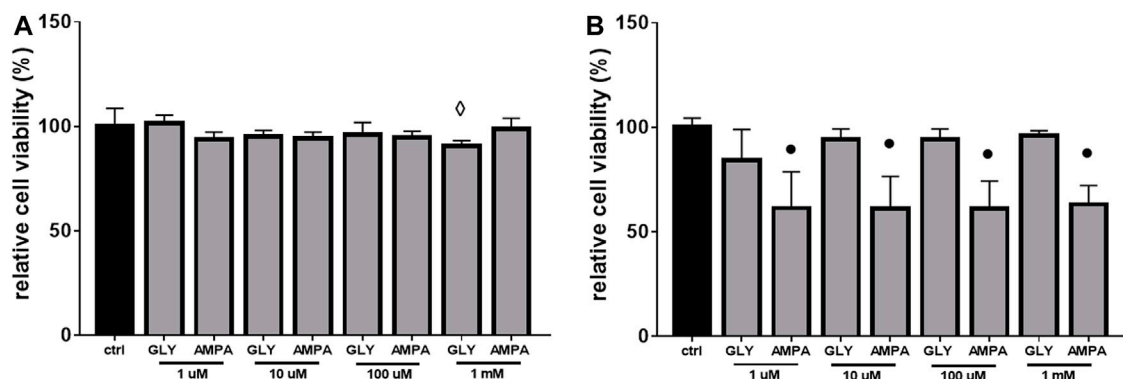 A
relative cell viability (%)
150
100
50
0
◊
ctrl GLY AMPA GLY AMPA GLY AMPA GLY AMPA
1 uM 10 uM 100 uM 1 mM
B
relative cell viability (%)
150
100
50
0
ctrl GLY AMPA GLY AMPA GLY AMPA GLY AMPA
1 uM 10 uM 100 uM 1 mM